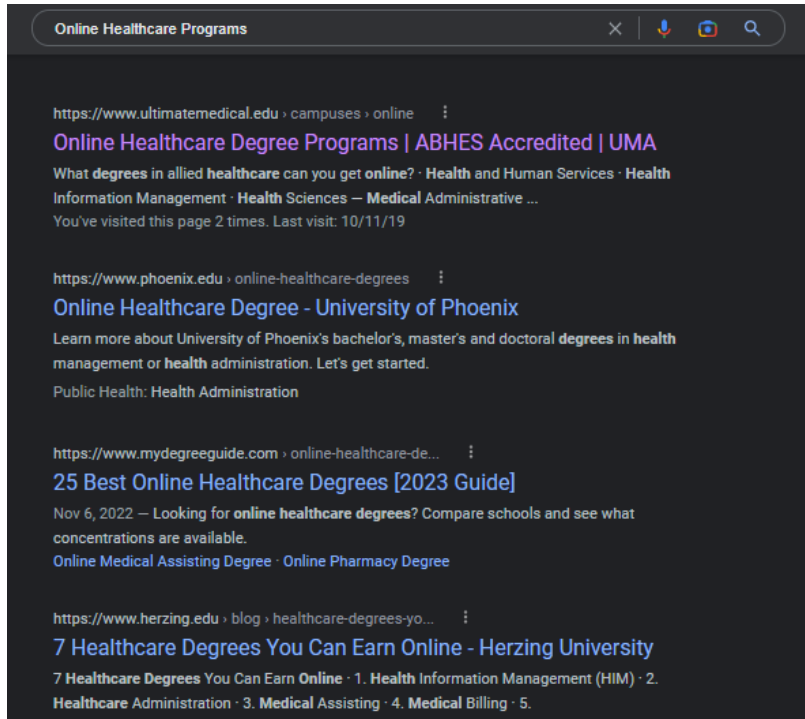 Online Healthcare Programs
https://www.ultimatemedical.edu › campuses › online
Online Healthcare Degree Programs | ABHES Accredited | UMA
What degrees in allied healthcare can you get online? · Health and Human Services · Health
Information Management · Health Sciences — Medical Administrative ...
You've visited this page 2 times. Last visit: 10/11/19
https://www.phoenix.edu › online-healthcare-degrees
Online Healthcare Degree - University of Phoenix
Learn more about University of Phoenix's bachelor's, master's and doctoral degrees in health
management or health administration. Let's get started.
Public Health: Health Administration
https://www.mydegreeguide.com › online-healthcare-de...
25 Best Online Healthcare Degrees [2023 Guide]
Nov 6, 2022 — Looking for online healthcare degrees? Compare schools and see what
concentrations are available.
Online Medical Assisting Degree · Online Pharmacy Degree
https://www.herzing.edu › blog › healthcare-degrees-yo...
7 Healthcare Degrees You Can Earn Online - Herzing University
7 Healthcare Degrees You Can Earn Online · 1. Health Information Management (HIM) · 2.
Healthcare Administration · 3. Medical Assisting · 4. Medical Billing · 5.